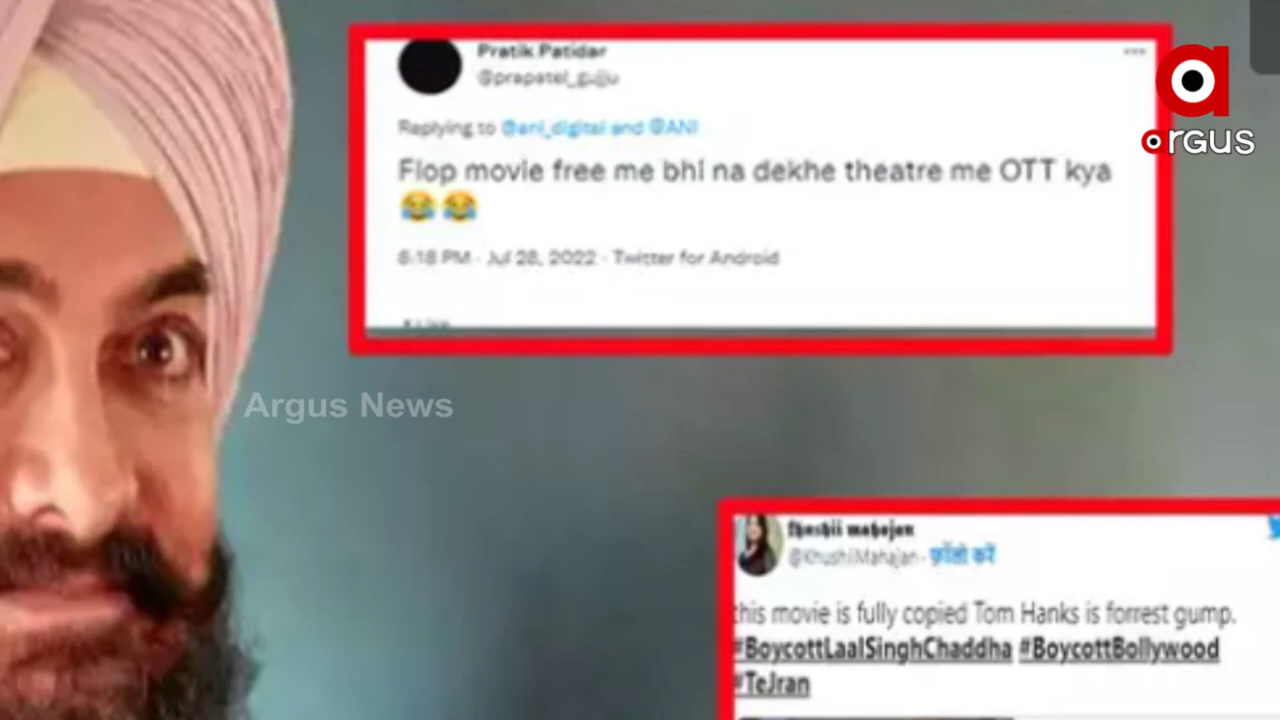 Pratik Patidar
@prapatel_gujju
Replying to @ani_digital and @ANI
Flop movie free me bhi na dekhe theatre me OTT kya
😂😂
6:18 PM · Jul 28, 2022 · Twitter for Android
argus
Argus News
mahajan
@KhushiMahajan · फ़ॉलो करें
this movie is fully copied Tom Hanks is forrest gump.
#BoycottLaalSinghChaddha #BoycottBollywood
#TeJran